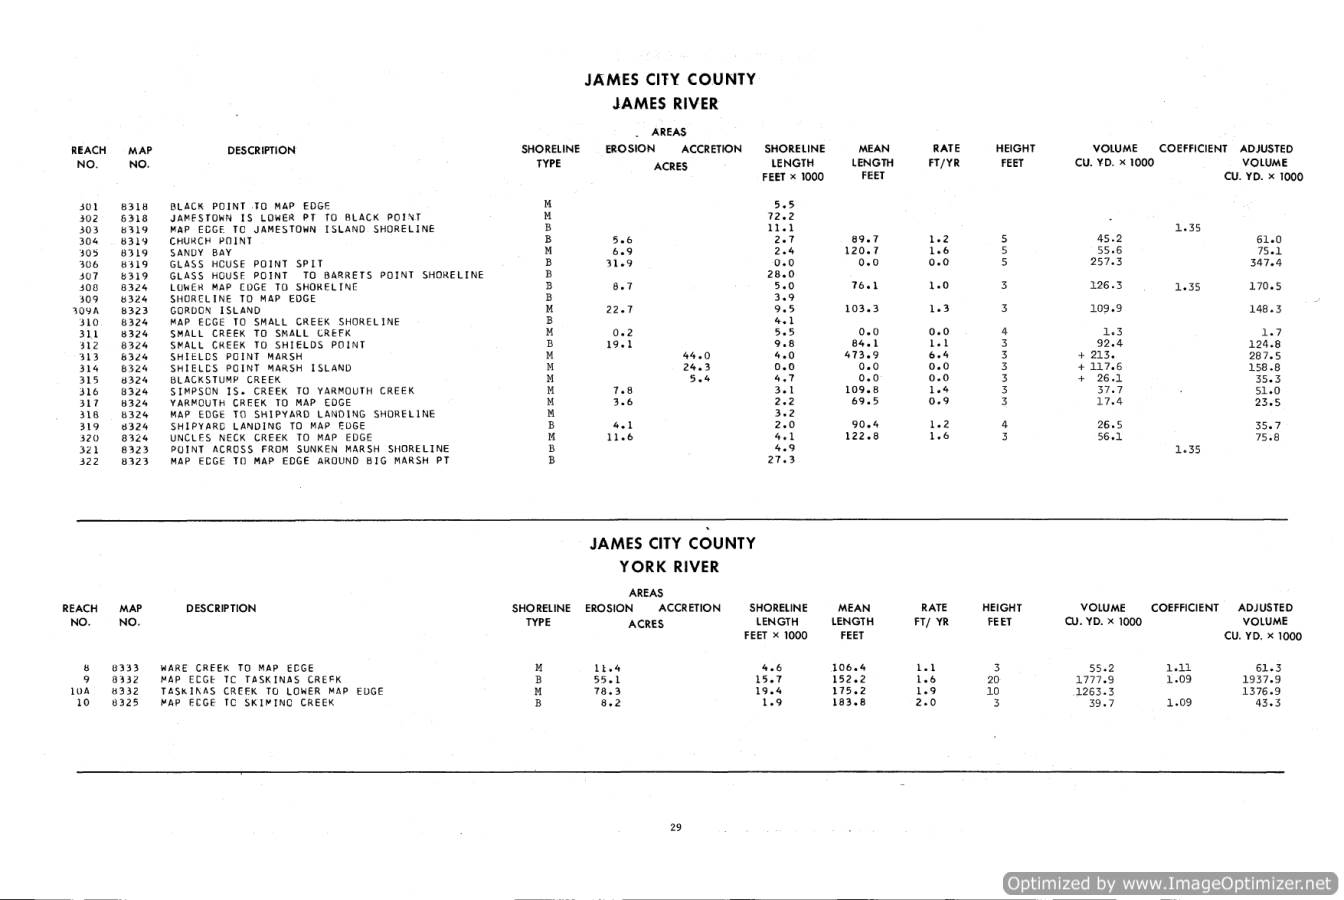 JAMES CITY COUNTY
JAMES RIVER
AREAS
REACH MAP DESCRIPTION SHORELINE EROSION ACCRETION SHORELINE MEAN RATE HEIGHT VOLUME COEFFICIENT ADJUSTED
NO. NO. TYPE ACRES LENGTH LENGTH FT/YR FEET CU. YD. × 1000 VOLUME
FEET × 1000 FEET CU. YD. × 1000
301 8318 BLACK POINT TO MAP EDGE M 5.5
302 8318 JAMESTOWN IS LOWER PT TO BLACK POINT M 72.2
303 8319 MAP EDGE TO JAMESTOWN ISLAND SHORELINE B 11.1 1.35
304 8319 CHURCH POINT B 5.6 2.7 89.7 1.2 5 45.2 61.0
305 8319 SANDY BAY M 6.9 2.4 120.7 1.6 5 55.6 75.1
306 8319 GLASS HOUSE POINT SPIT B 31.9 0.0 0.0 0.0 5 257.3 347.4
307 8319 GLASS HOUSE POINT TO BARRETS POINT SHORELINE B 28.0
308 8324 LOWER MAP EDGE TO SHORELINE B 8.7 5.0 76.1 1.0 3 126.3 1.35 170.5
309 8324 SHORELINE TO MAP EDGE B 3.9
309A 8323 GORDON ISLAND M 22.7 9.5 103.3 1.3 3 109.9 148.3
310 8324 MAP EDGE TO SMALL CREEK SHORELINE B 4.1
311 8324 SMALL CREEK TO SMALL CREEK M 0.2 5.5 0.0 0.0 4 1.3 1.7
312 8324 SMALL CREEK TO SHIELDS POINT B 19.1 9.8 84.1 1.1 3 92.4 124.8
313 8324 SHIELDS POINT MARSH M 44.0 4.0 473.9 6.4 3 + 213. 287.5
314 8324 SHIELDS POINT MARSH ISLAND M 24.3 0.0 0.0 0.0 3 + 117.6 158.8
315 8324 BLACKSTUMP CREEK M 5.4 4.7 0.0 0.0 3 + 26.1 35.3
316 8324 SIMPSON IS. CREEK TO YARMOUTH CREEK M 7.8 3.1 109.8 1.4 3 37.7 51.0
317 8324 YARMOUTH CREEK TO MAP EDGE M 3.6 2.2 69.5 0.9 3 17.4 23.5
318 8324 MAP EDGE TO SHIPYARD LANDING SHORELINE M 3.2
319 8324 SHIPYARD LANDING TO MAP EDGE B 4.1 2.0 90.4 1.2 4 26.5 35.7
320 8324 UNCLES NECK CREEK TO MAP EDGE M 11.6 4.1 122.8 1.6 3 56.1 75.8
321 8323 POINT ACROSS FROM SUNKEN MARSH SHORELINE B 4.9 1.35
322 8323 MAP EDGE TO MAP EDGE AROUND BIG MARSH PT B 27.3
JAMES CITY COUNTY
YORK RIVER
AREAS
REACH MAP DESCRIPTION SHORELINE EROSION ACCRETION SHORELINE MEAN RATE HEIGHT VOLUME COEFFICIENT ADJUSTED
NO. NO. TYPE ACRES LENGTH LENGTH FT/ YR FEET CU. YD. × 1000 VOLUME
FEET × 1000 FEET CU. YD. × 1000
8 8333 WARE CREEK TO MAP EDGE M 11.4 4.6 106.4 1.1 3 55.2 1.11 61.3
9 8332 MAP EDGE TO TASKINAS CREEK B 55.1 15.7 152.2 1.6 20 1777.9 1.09 1937.9
10A 8332 TASKINAS CREEK TO LOWER MAP EDGE M 78.3 19.4 175.2 1.9 10 1263.3 1376.9
10 8325 MAP EDGE TO SKIMINO CREEK B 8.2 1.9 183.8 2.0 3 39.7 1.09 43.3
29
Optimized by www.ImageOptimizer.net